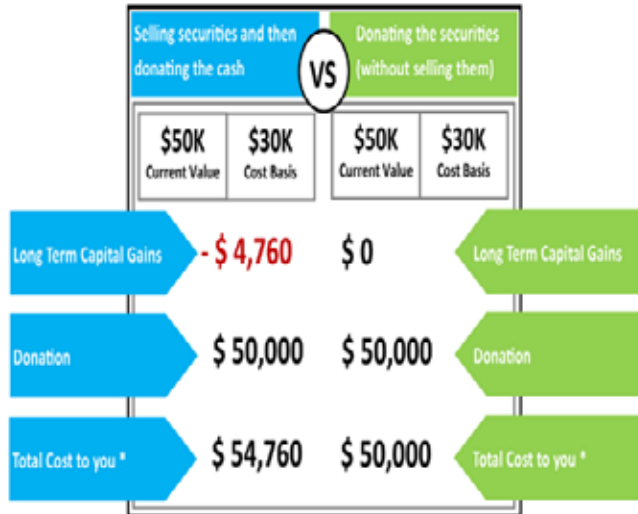 Selling securities and then
donating the cash
VS
Donating the securities
(without selling them)
$50K
Current Value
$30K
Cost Basis
$50K
Current Value
$30K
Cost Basis
Long Term Capital Gains
- $ 4,760
$ 0
Long Term Capital Gains
Donation
$ 50,000
$ 50,000
Donation
Total Cost to you *
$ 54,760
$ 50,000
Total Cost to you *